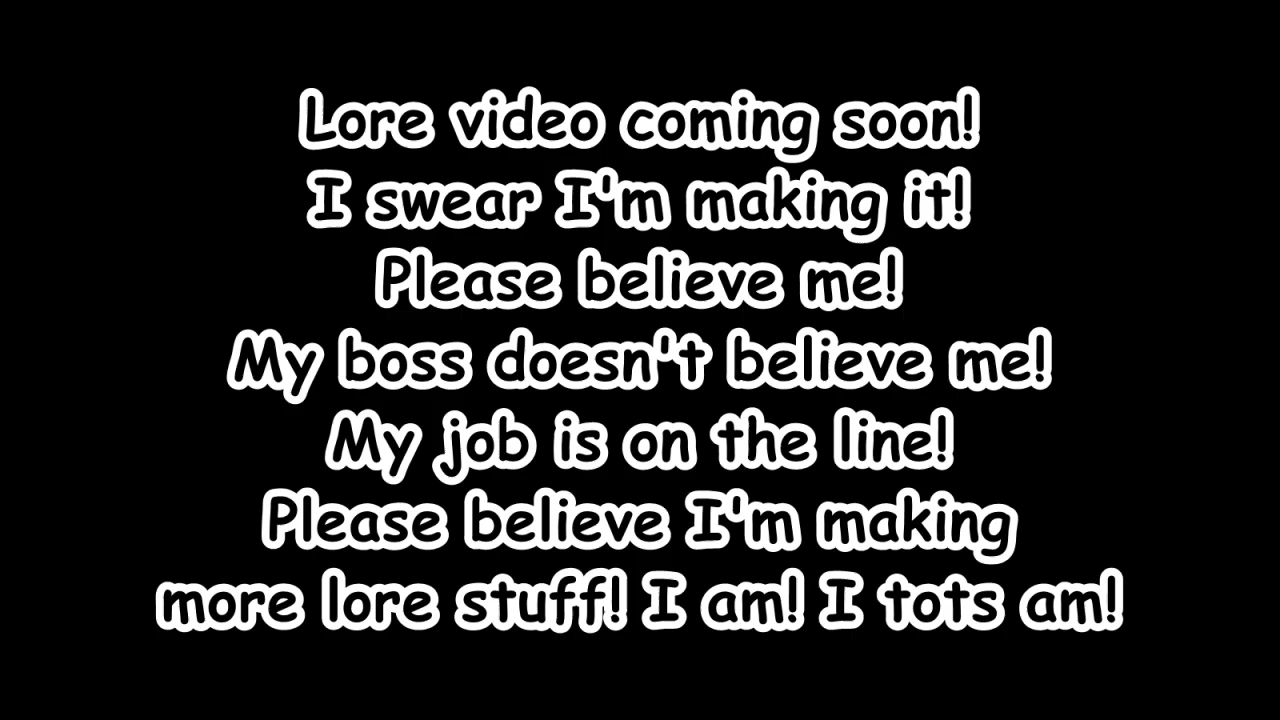 Lore video coming soon!
I swear I'm making it!
Please believe me!
My boss doesn't believe me!
My job is on the line!
Please believe I'm making
more lore stuff! I am! I tots am!